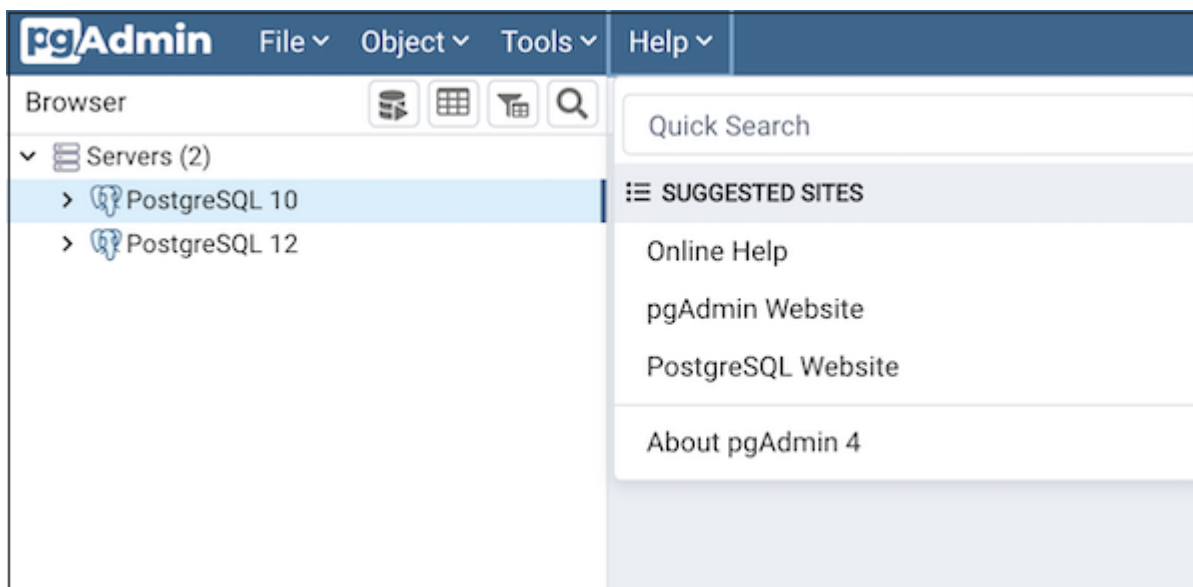 pgAdmin File Object Tools Help
Browser
Servers (2)
PostgreSQL 10
PostgreSQL 12
Quick Search
SUGGESTED SITES
Online Help
pgAdmin Website
PostgreSQL Website
About pgAdmin 4